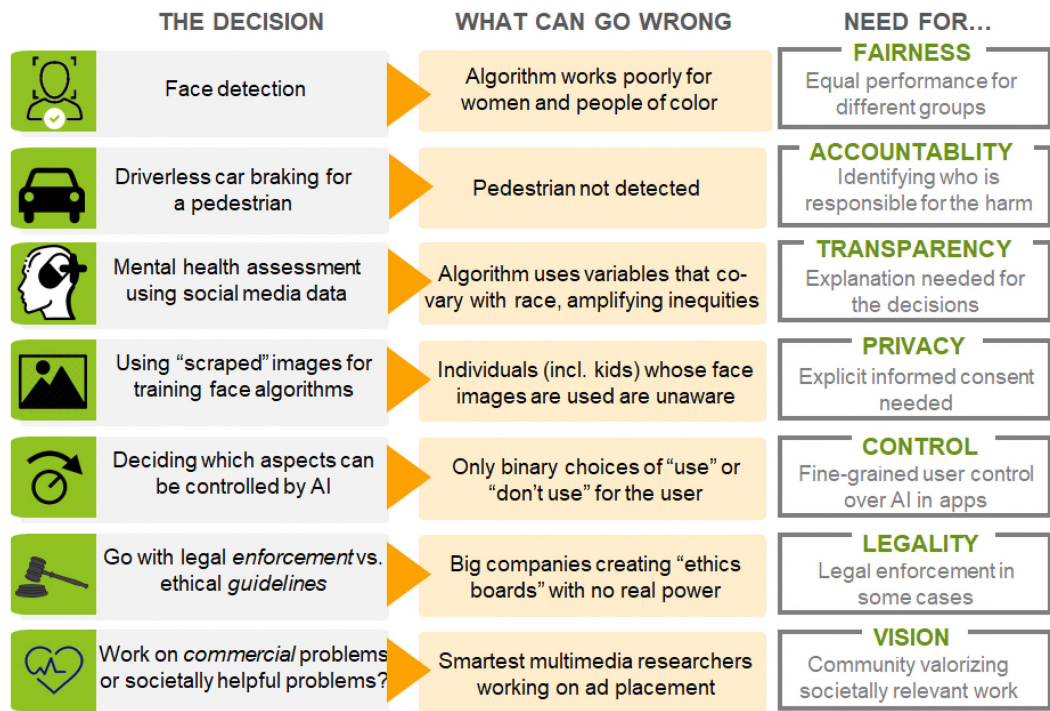 THE DECISION
WHAT CAN GO WRONG
NEED FOR...
Face detection
Algorithm works poorly for
women and people of color
FAIRNESS
Equal performance for
different groups
Driverless car braking for
a pedestrian
Pedestrian not detected
ACCOUNTABLITY
Identifying who is
responsible for the harm
Mental health assessment
using social media data
Algorithm uses variables that co-
vary with race, amplifying inequities
TRANSPARENCY
Explanation needed for
the decisions
Using “scraped” images for
training face algorithms
Individuals (incl. kids) whose face
images are used are unaware
PRIVACY
Explicit informed consent
needed
Deciding which aspects can
be controlled by AI
Only binary choices of “use” or
“don’t use” for the user
CONTROL
Fine-grained user control
over AI in apps
Go with legal enforcement vs.
ethical guidelines
Big companies creating “ethics
boards” with no real power
LEGALITY
Legal enforcement in
some cases
Work on commercial problems
or societally helpful problems?
Smartest multimedia researchers
working on ad placement
VISION
Community valorizing
societally relevant work